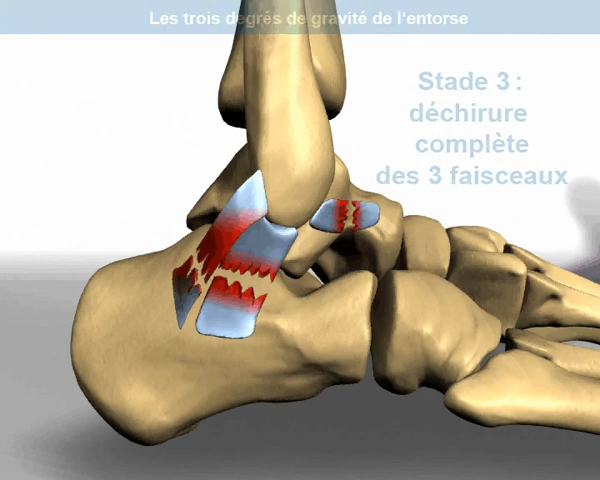 Les trois degrés de gravité de l'entorse
Stade 3 :
déchirure
complète
des 3 faisceaux